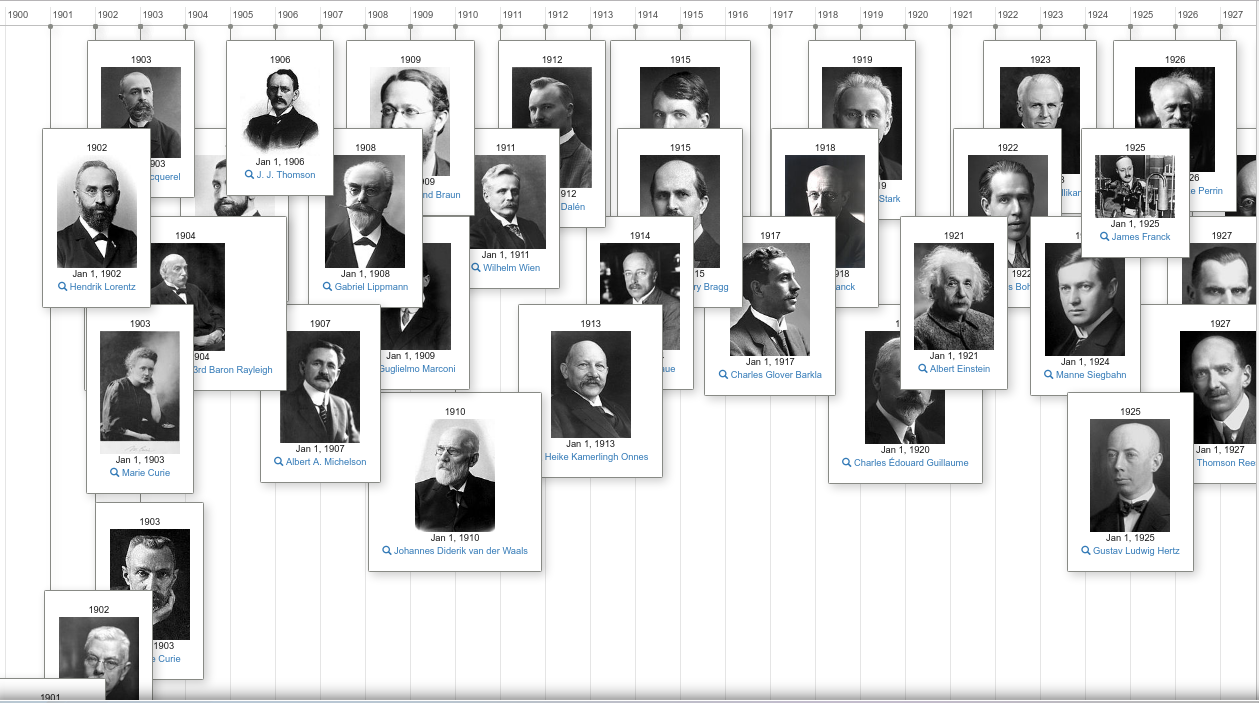 1900 1901 1902 1903 1904 1905 1906 1907 1908 1909 1910 1911 1912 1913 1914 1915 1916 1917 1918 1919 1920 1921 1922 1923 1924 1925 1926 1927
1903
903
cquerel
1906
Jan 1, 1906
J. J. Thomson
1909
09
nd Braun
1912
912
Dalén
1915
1919
19
Stark
1923
llikan
1926
26
e Perrin
1902
Jan 1, 1902
Hendrik Lorentz
1908
Jan 1, 1908
Gabriel Lippmann
1911
Jan 1, 1911
Wilhelm Wien
1915
15
ry Bragg
1918
918
anck
1922
1922
s Boh
1925
Jan 1, 1925
James Franck
1904
904
3rd Baron Rayleigh
Jan 1, 1909
Guglielmo Marconi
1914
ue
1917
Jan 1, 1917
Charles Glover Barkla
1921
Jan 1, 1921
Albert Einstein
Jan 1, 1924
Manne Siegbahn
1927
1903
Jan 1, 1903
Marie Curie
1907
Jan 1, 1907
Albert A. Michelson
1913
Jan 1, 1913
Heike Kamerlingh Onnes
Jan 1, 1920
Charles Édouard Guillaume
1927
Jan 1, 1927
Thomson Ree
1910
Jan 1, 1910
Johannes Diderik van der Waals
1925
Jan 1, 1925
Gustav Ludwig Hertz
1903
1903
e Curie
1902
1901